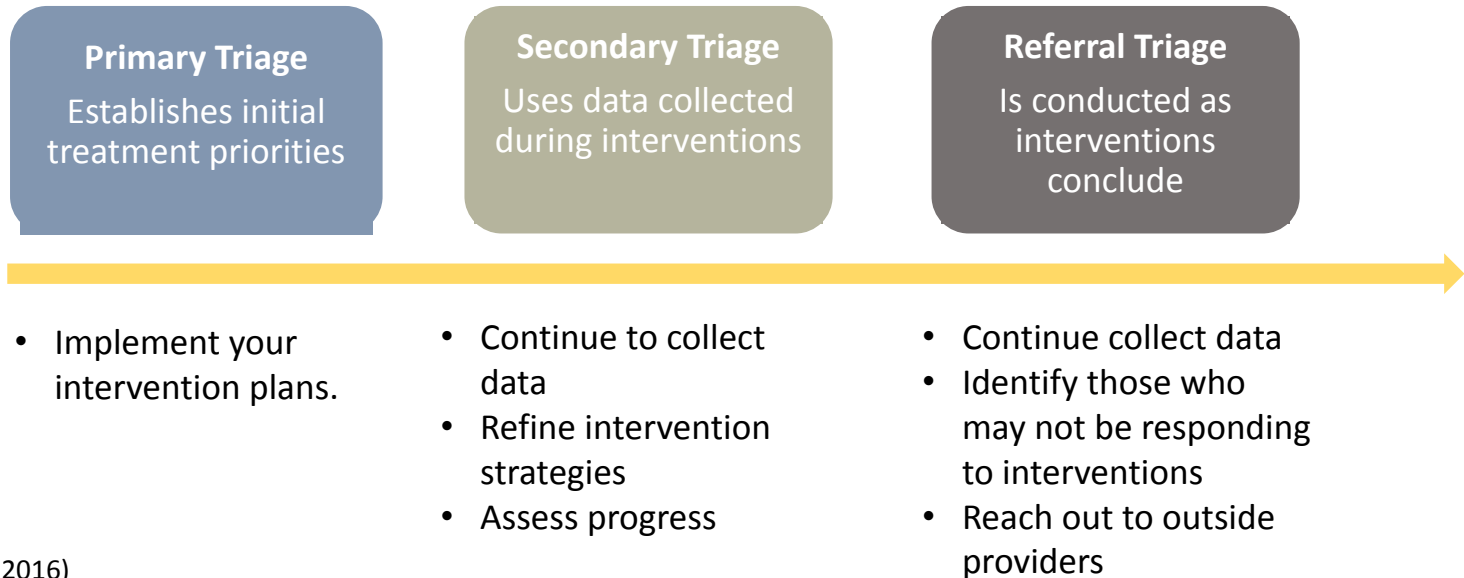 Primary Triage
Establishes initial
treatment priorities
Secondary Triage
Uses data collected
during interventions
Referral Triage
Is conducted as
interventions
conclude
• Implement your
intervention plans.
• Continue to collect
data
• Refine intervention
strategies
• Assess progress
• Continue collect data
• Identify those who
may not be responding
to interventions
• Reach out to outside
providers
2016)